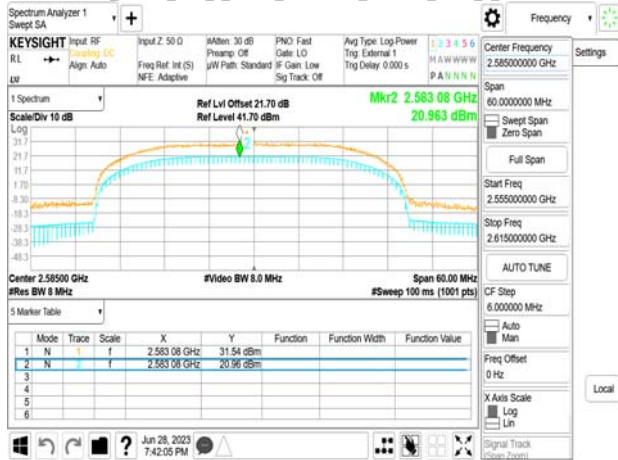 Spectrum Analyzer 1
Swept SA
+
Frequency
KEYSIGHT Input: RF Input Z: 50 Ω #Atten: 30 dB PNO: Fast Avg Type: Log-Power 1 2 3 4 5 6
RL Coupling: DC Preamp: Off Gate: LO Trig: External 1 M A W W W W
Align: Auto Freq Ref: Int (S) µW Path: Standard IF Gain: Low Trig Delay: 0.000 s
LW NFE: Adaptive Sig Track: Off P A N N N N
1 Spectrum Ref Lvl Offset 21.70 dB Mkr2 2.583 08 GHz
Scale/Div 10 dB Ref Level 41.70 dBm 20.963 dBm
Log
31.7
21.7
11.7
1.70
-8.30
-18.3
-28.3
-38.3
-48.3
2
Center 2.58500 GHz #Video BW 8.0 MHz Span 60.00 MHz
#Res BW 8 MHz #Sweep 100 ms (1001 pts)
5 Marker Table
Mode Trace Scale X Y Function Function Width Function Value
1 N 1 f 2.583 08 GHz 31.54 dBm
2 N 2 f 2.583 08 GHz 20.96 dBm
3
4
5
6
Jun 28, 2023
7:42:05 PM
Center Frequency
2.585000000 GHz
Settings
Span
60.0000000 MHz
Swept Span
Zero Span
Full Span
Start Freq
2.555000000 GHz
Stop Freq
2.615000000 GHz
AUTO TUNE
CF Step
6.000000 MHz
Auto
Man
Freq Offset
0 Hz
Local
X Axis Scale
Log
Lin
Signal Track
(Span Zoom)